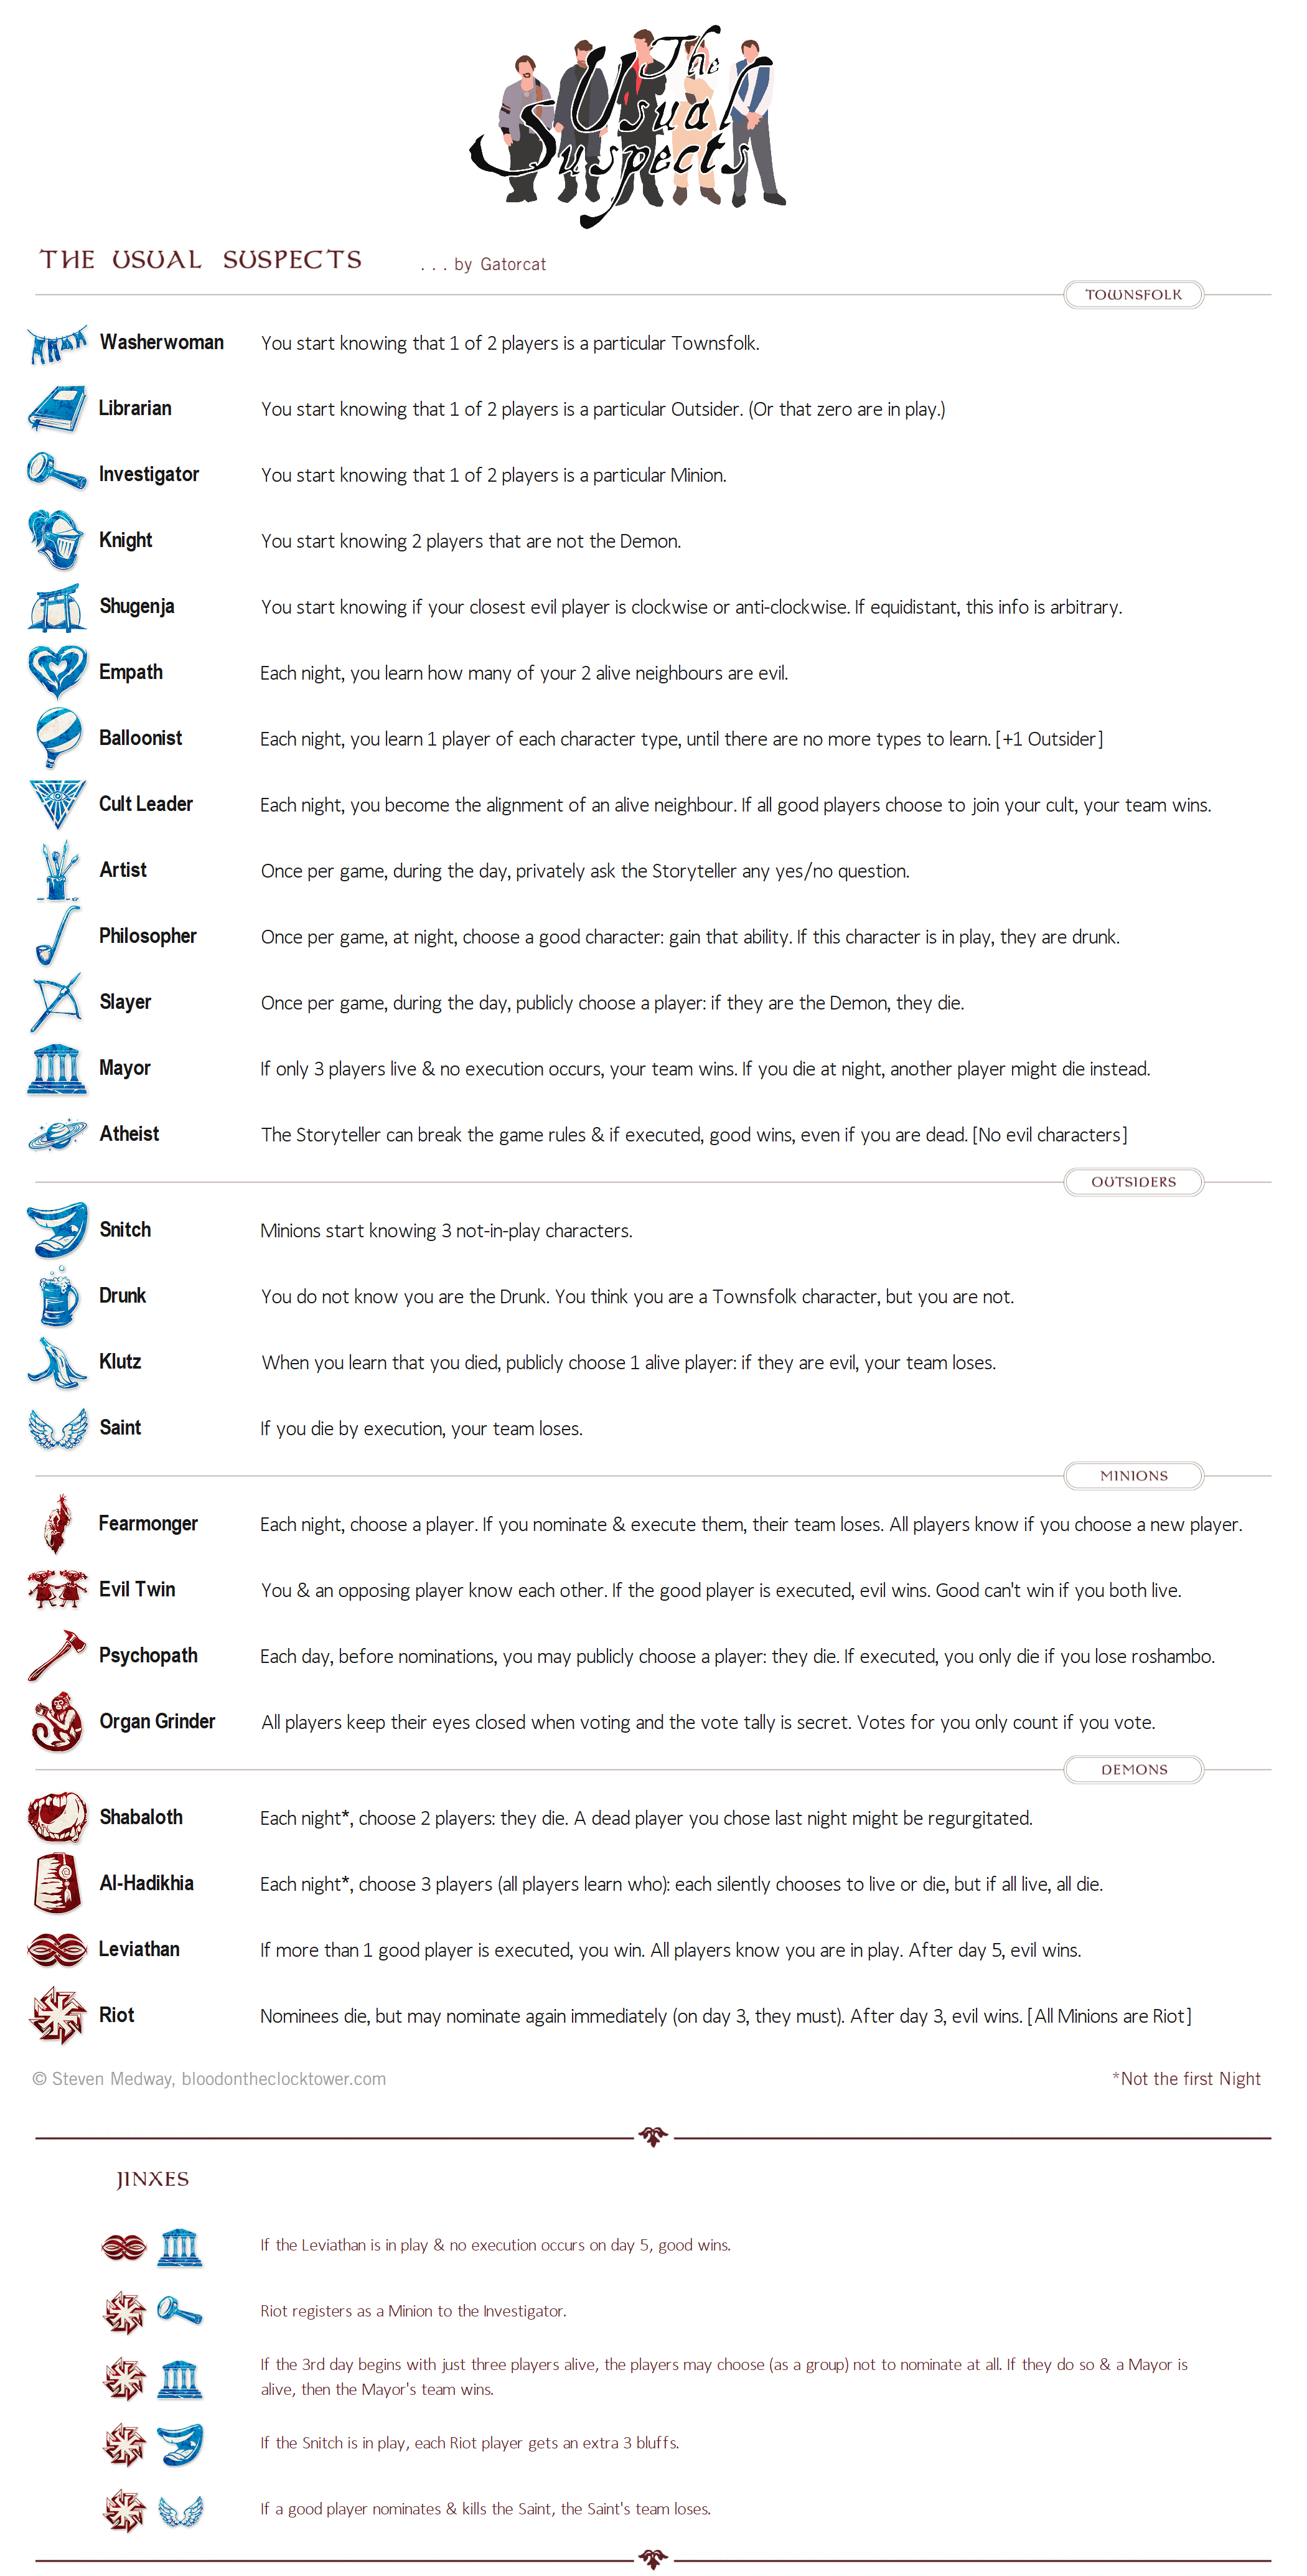 The
Usual
Suspects
THE USUAL SUSPECTS . . . by Gatorcat
TOWNSFOLK
Washerwoman You start knowing that 1 of 2 players is a particular Townsfolk.
Librarian You start knowing that 1 of 2 players is a particular Outsider. (Or that zero are in play.)
Investigator You start knowing that 1 of 2 players is a particular Minion.
Knight You start knowing 2 players that are not the Demon.
Shugenja You start knowing if your closest evil player is clockwise or anti-clockwise. If equidistant, this info is arbitrary.
Empath Each night, you learn how many of your 2 alive neighbours are evil.
Balloonist Each night, you learn 1 player of each character type, until there are no more types to learn. [+1 Outsider]
Cult Leader Each night, you become the alignment of an alive neighbour. If all good players choose to join your cult, your team wins.
Artist Once per game, during the day, privately ask the Storyteller any yes/no question.
Philosopher Once per game, at night, choose a good character: gain that ability. If this character is in play, they are drunk.
Slayer Once per game, during the day, publicly choose a player: if they are the Demon, they die.
Mayor If only 3 players live & no execution occurs, your team wins. If you die at night, another player might die instead.
Atheist The Storyteller can break the game rules & if executed, good wins, even if you are dead. [No evil characters]
OUTSIDERS
Snitch Minions start knowing 3 not-in-play characters.
Drunk You do not know you are the Drunk. You think you are a Townsfolk character, but you are not.
Klutz When you learn that you died, publicly choose 1 alive player: if they are evil, your team loses.
Saint If you die by execution, your team loses.
MINIONS
Fearmonger Each night, choose a player. If you nominate & execute them, their team loses. All players know if you choose a new player.
Evil Twin You & an opposing player know each other. If the good player is executed, evil wins. Good can't win if you both live.
Psychopath Each day, before nominations, you may publicly choose a player: they die. If executed, you only die if you lose roshambo.
Organ Grinder All players keep their eyes closed when voting and the vote tally is secret. Votes for you only count if you vote.
DEMONS
Shabaloth Each night*, choose 2 players: they die. A dead player you chose last night might be regurgitated.
Al-Hadikhia Each night*, choose 3 players (all players learn who): each silently chooses to live or die, but if all live, all die.
Leviathan If more than 1 good player is executed, you win. All players know you are in play. After day 5, evil wins.
Riot Nominees die, but may nominate again immediately (on day 3, they must). After day 3, evil wins. [All Minions are Riot]
© Steven Medway, bloodontheclocktower.com *Not the first Night
JINXES
If the Leviathan is in play & no execution occurs on day 5, good wins.
Riot registers as a Minion to the Investigator.
If the 3rd day begins with just three players alive, the players may choose (as a group) not to nominate at all. If they do so & a Mayor is
alive, then the Mayor's team wins.
If the Snitch is in play, each Riot player gets an extra 3 bluffs.
If a good player nominates & kills the Saint, the Saint's team loses.